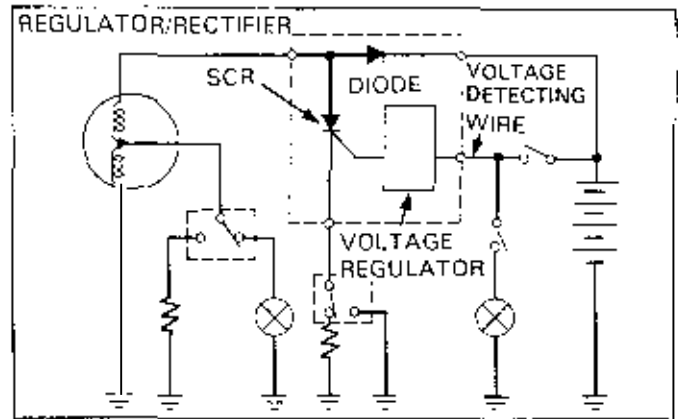 REGULATOR/RECTIFIER
SCR
DIODE
VOLTAGE
DETECTING
WIRE
VOLTAGE
REGULATOR